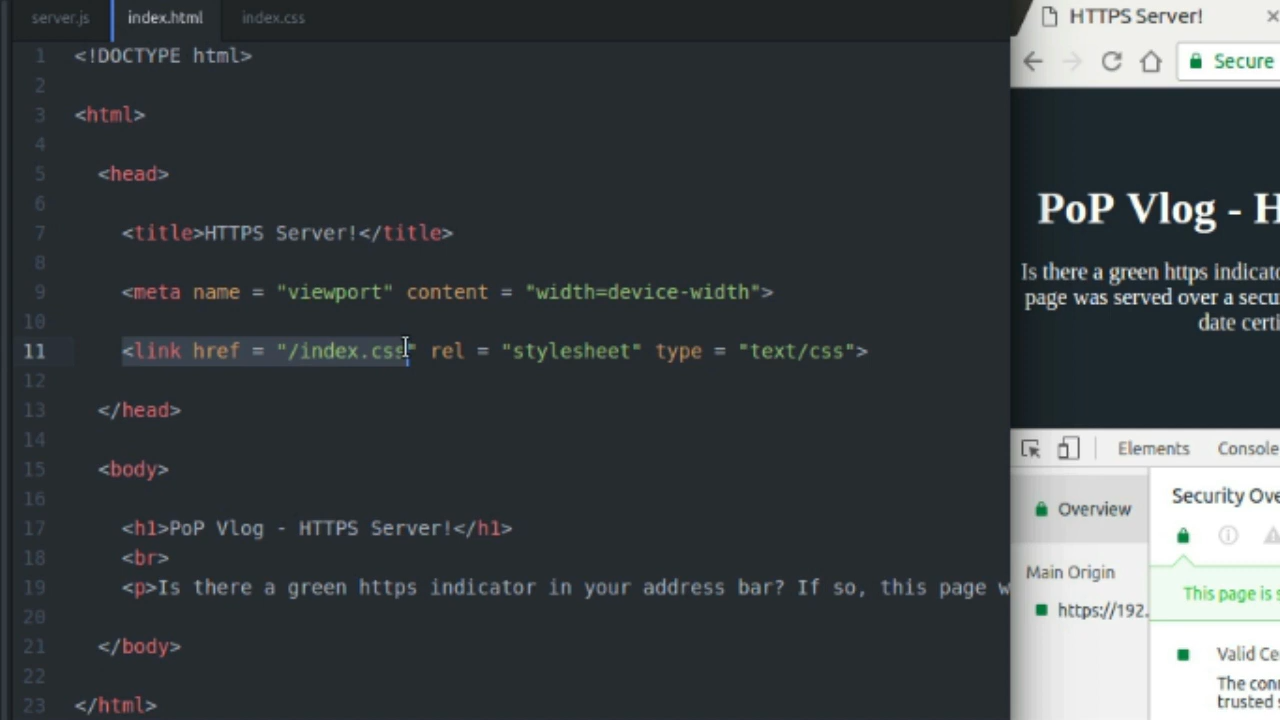 server.js index.html index.css
1 <!DOCTYPE html>
2
3 <html>
4
5 <head>
6
7 <title>HTTPS Server!</title>
8
9 <meta name = "viewport" content = "width=device-width">
10
11 <link href = "/index.css" rel = "stylesheet" type = "text/css">
12
13 </head>
14
15 <body>
16
17 <h1>PoP Vlog - HTTPS Server!</h1>
18 <br>
19 <p>Is there a green https indicator in your address bar? If so, this page w
20
21 </body>
22
23 </html>
HTTPS Server!
Secure
PoP Vlog - H
Is there a green https indicato
page was served over a secu
date certi
Elements Console
Overview
Main Origin
https://192.
Security Ove
This page is s
Valid Ce
The conn
trusted s